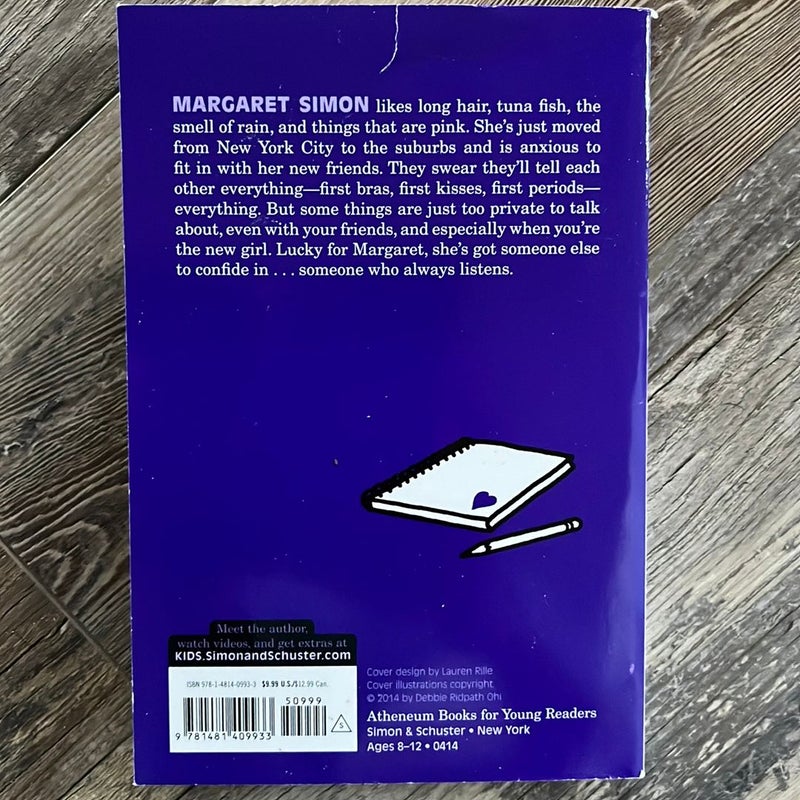 MARGARET SIMON likes long hair, tuna fish, the
smell of rain, and things that are pink. She's just moved
from New York City to the suburbs and is anxious to
fit in with her new friends. They swear they'll tell each
other everything—first bras, first kisses, first periods—
everything. But some things are just too private to talk
about, even with your friends, and especially when you're
the new girl. Lucky for Margaret, she's got someone else
to confide in . . . someone who always listens.
Meet the author,
watch videos, and get extras at
KIDS.SimonandSchuster.com
ISBN 978-1-4814-0993-3 $9.99 U.S./$12.99 Can.
50999
9 781481 409933
S
Cover design by Lauren Rille
Cover illustrations copyright
© 2014 by Debbie Ridpath Ohi
Atheneum Books for Young Readers
Simon & Schuster • New York
Ages 8–12 • 0414